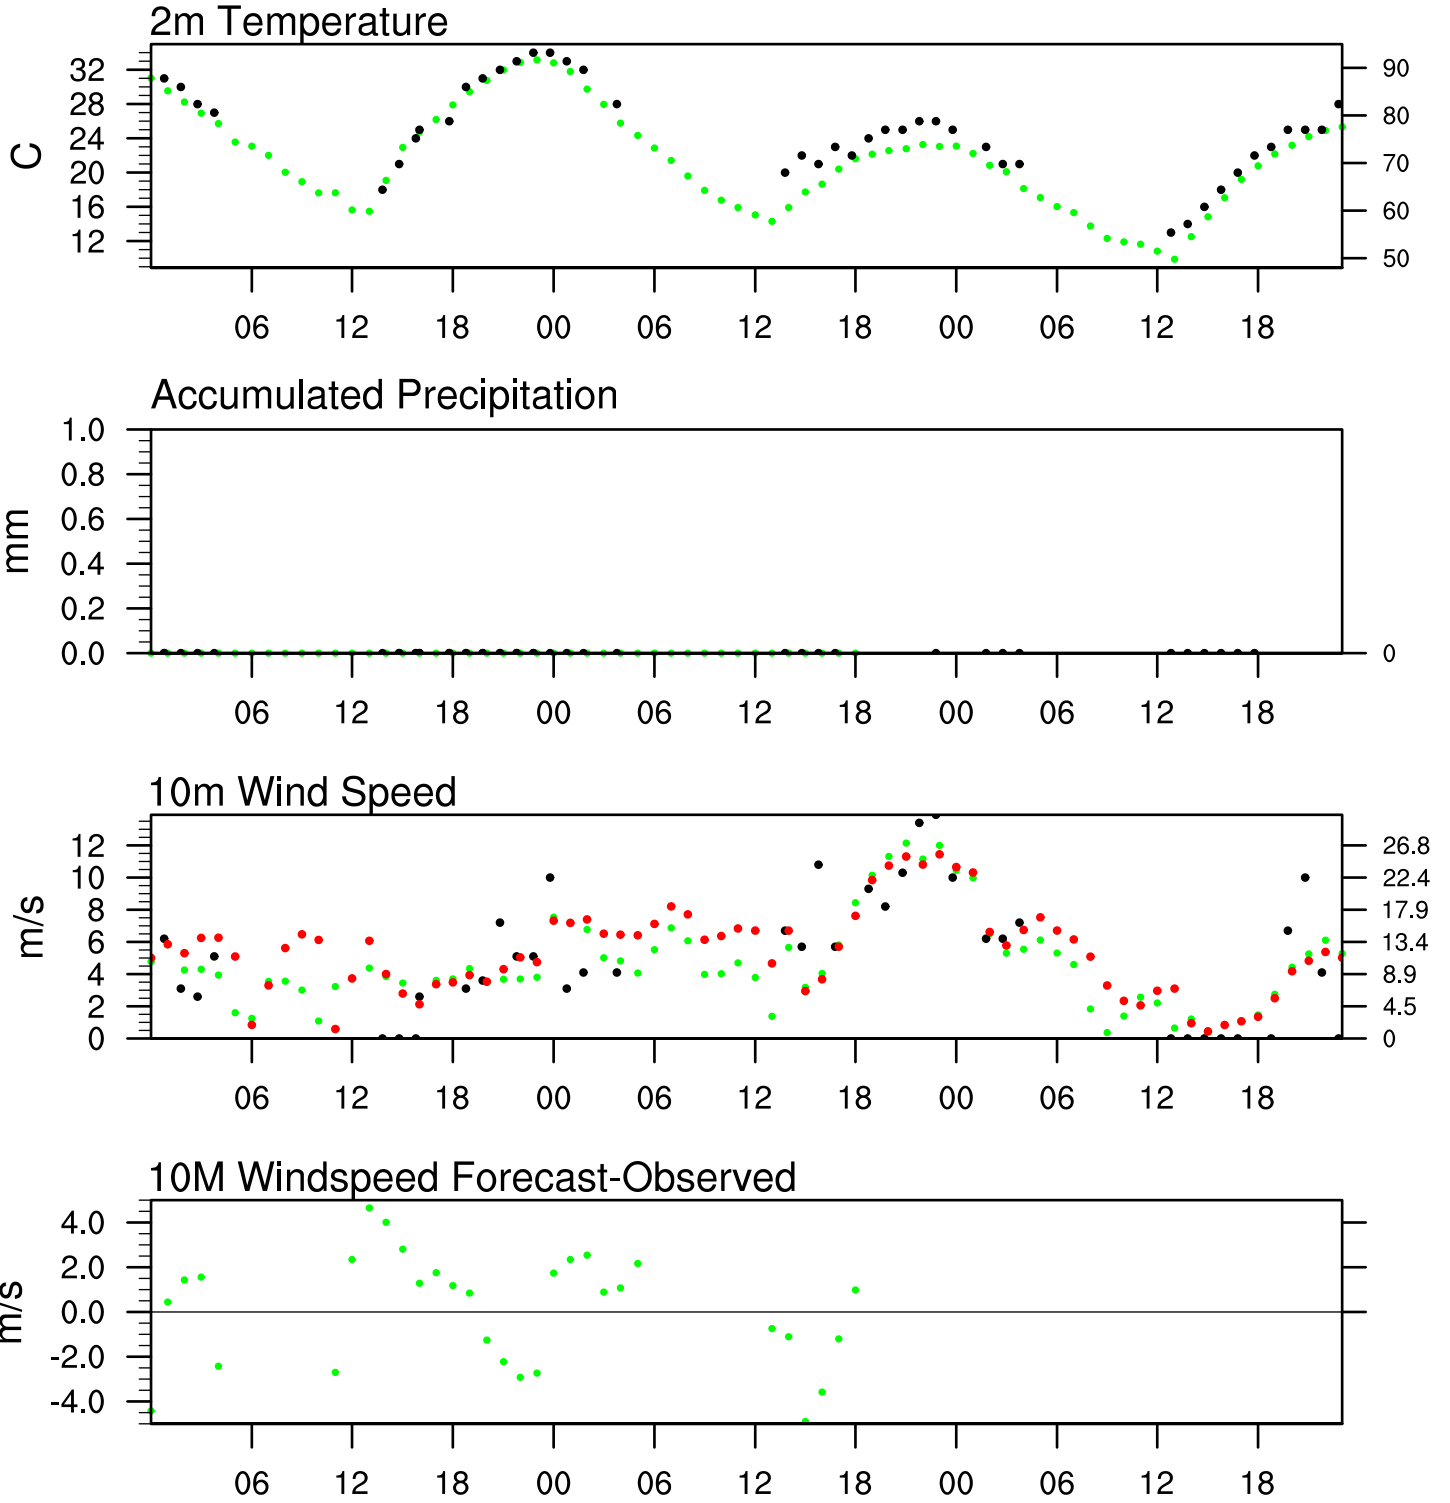 2m Temperature
32 90
28 80
24
C 70
20
16 60
12
50
06 12 18 00 06 12 18 00 06 12 18
Accumulated Precipitation
1.0
0.8
0.6
mm
0.4
0.2
0.0 0
06 12 18 00 06 12 18 00 06 12 18
10m Wind Speed
12 26.8
10 22.4
8 17.9
m/s
6 13.4
4 8.9
2 4.5
0 0
06 12 18 00 06 12 18 00 06 12 18
10M Windspeed Forecast-Observed
4.0
2.0
m/s
0.0
-2.0
-4.0
06 12 18 00 06 12 18 00 06 12 18